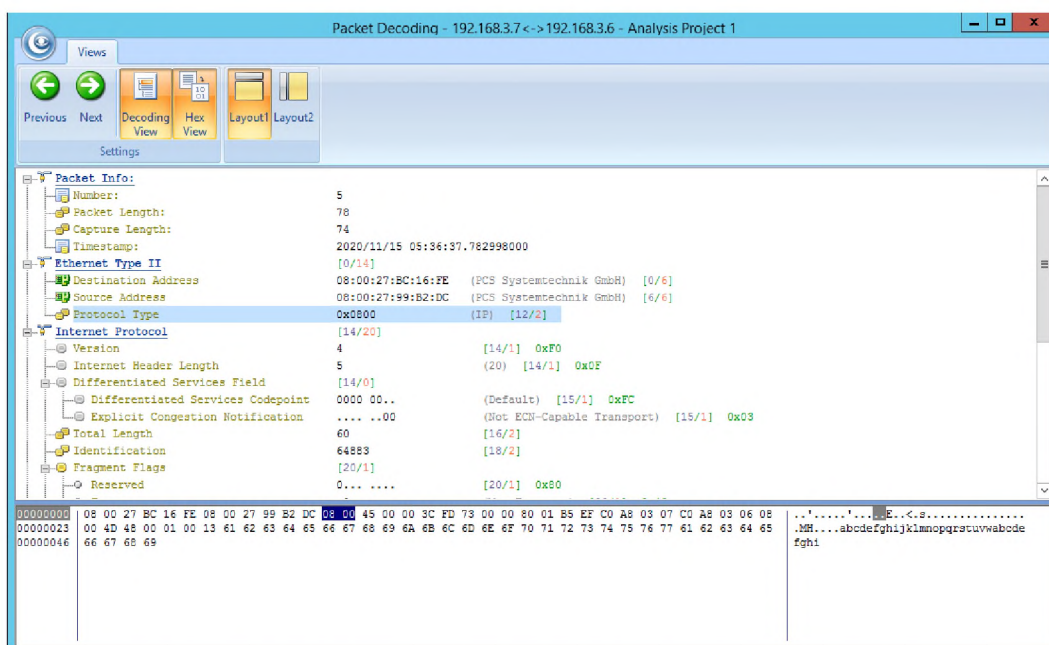 Packet Decoding - 192.168.3.7<->192.168.3.6 - Analysis Project 1
Views
Previous Next Decoding View Hex View Layout1 Layout2
Settings
Packet Info:
Number: 5
Packet Length: 78
Capture Length: 74
Timestamp: 2020/11/15 05:36:37.782998000
Ethernet Type II [0/14]
Destination Address 08:00:27:BC:16:FE (PCS Systemtechnik GmbH) [0/6]
Source Address 08:00:27:99:B2:DC (PCS Systemtechnik GmbH) [6/6]
Protocol Type 0x0800 (IP) [12/2]
Internet Protocol [14/20]
Version 4 [14/1] 0xF0
Internet Header Length 5 (20) [14/1] 0x0F
Differentiated Services Field [14/0]
Differentiated Services Codepoint 0000 00.. (Default) [15/1] 0xFC
Explicit Congestion Notification .... ..00 (Not ECN-Capable Transport) [15/1] 0x03
Total Length 60 [16/2]
Identification 64883 [18/2]
Fragment Flags [20/1]
Reserved 0... .... [20/1] 0x80
00000000 08 00 27 BC 16 FE 08 00 27 99 B2 DC 08 00 45 00 00 3C FD 73 00 00 80 01 B5 EF C0 A8 03 07 C0 A8 03 06 08 ..'.....'.....E..<.s...............
00000023 00 4D 48 00 01 00 13 61 62 63 64 65 66 67 68 69 6A 6B 6C 6D 6E 6F 70 71 72 73 74 75 76 77 61 62 63 64 65 .MH....abcdefghijklmnopqrstuvwabcde
00000046 66 67 68 69 fghi